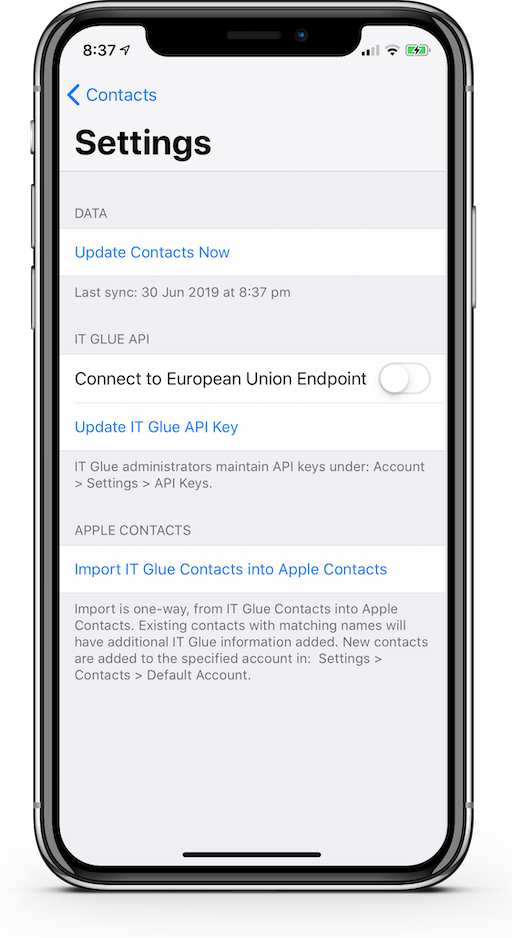 8:37
Contacts
Settings
DATA
Update Contacts Now
Last sync: 30 Jun 2019 at 8:37 pm
IT GLUE API
Connect to European Union Endpoint
Update IT Glue API Key
IT Glue administrators maintain API keys under: Account
> Settings > API Keys.
APPLE CONTACTS
Import IT Glue Contacts into Apple Contacts
Import is one-way, from IT Glue Contacts into Apple
Contacts. Existing contacts with matching names will
have additional IT Glue information added. New contacts
are added to the specified account in:  Settings >
Contacts > Default Account.